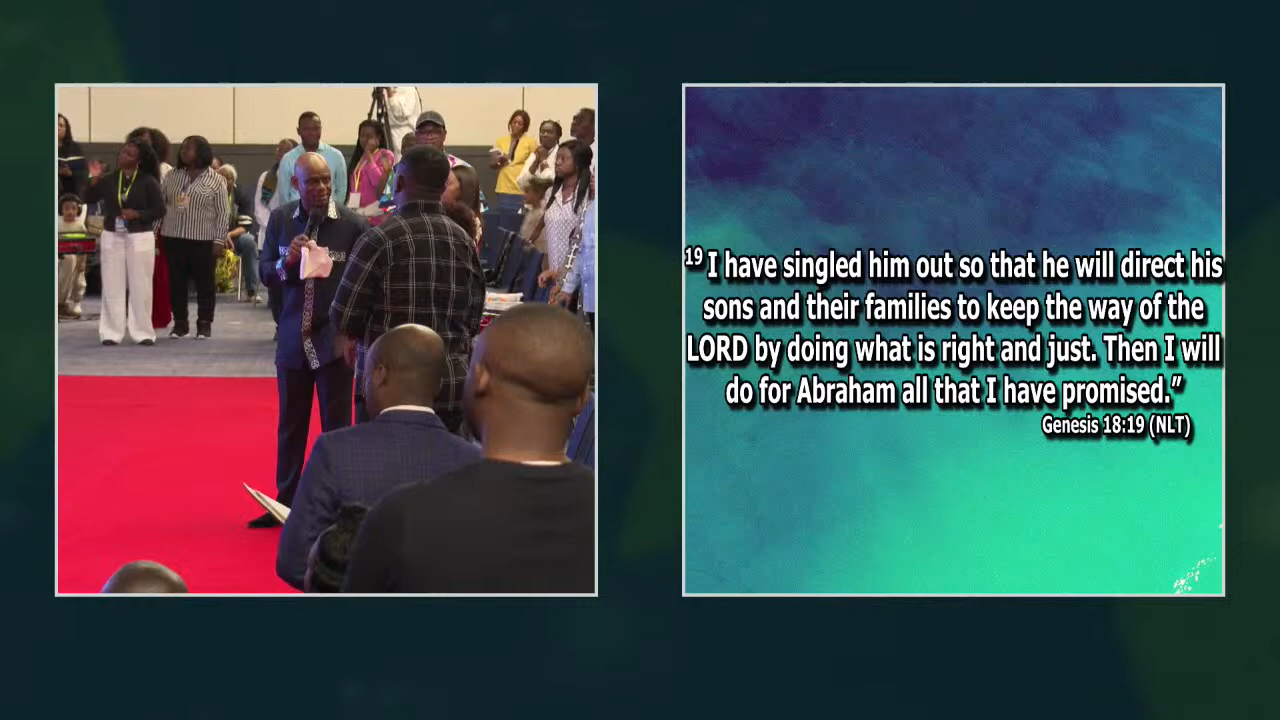 19 I have singled him out so that he will direct his
sons and their families to keep the way of the
LORD by doing what is right and just. Then I will
do for Abraham all that I have promised.”
Genesis 18:19 (NLT)